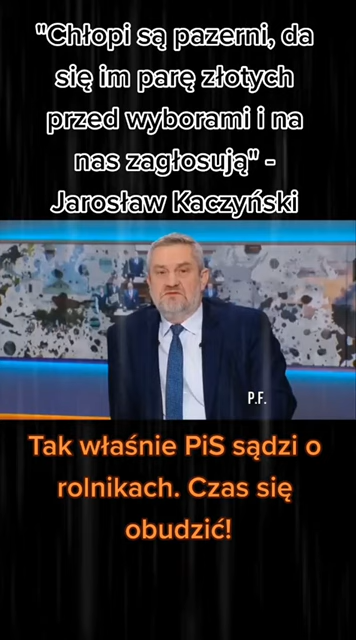 "Chłopi są pazerni, da
się im parę złotych
przed wyborami i na
nas zagłosują" -
Jarosław Kaczyński
P.F.
Tak właśnie PiS sądzi o
rolnikach. Czas się
obudzić!